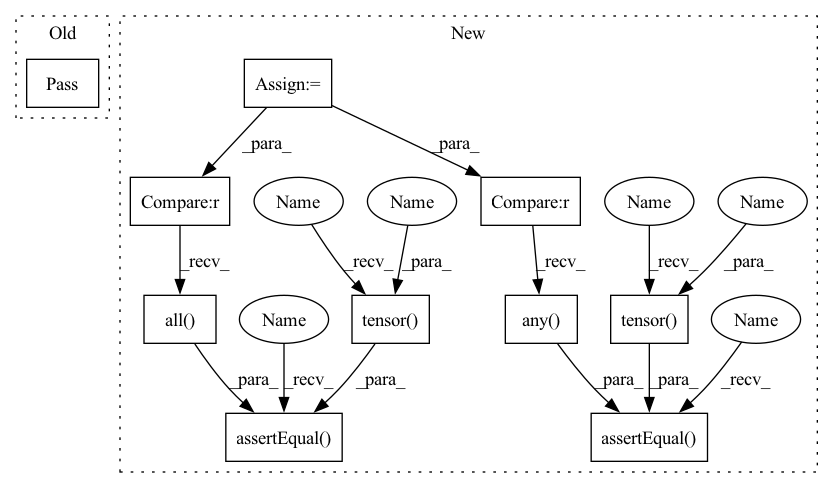 Old
New
Pass
Assign:=
_para_
_para_
Compare:r
Name
Name
Compare:r
Name
Name
_recv_
_recv_
_para_
_recv_
_recv_
_para_
all()
Name
tensor()
any()
tensor()
Name
_para_
_recv_
_para_
_para_
_para_
_recv_
assertEqual()
assertEqual()